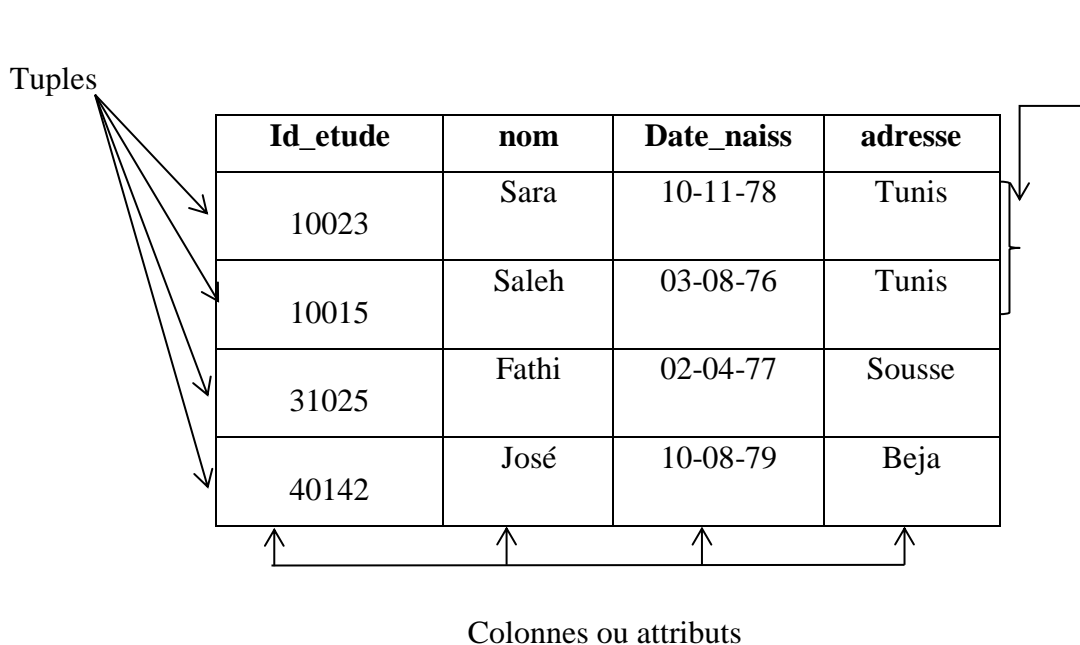 Tuples
Id_etude nom Date_naiss adresse
10023 Sara 10-11-78 Tunis
10015 Saleh 03-08-76 Tunis
31025 Fathi 02-04-77 Sousse
40142 José 10-08-79 Beja
Colonnes ou attributs